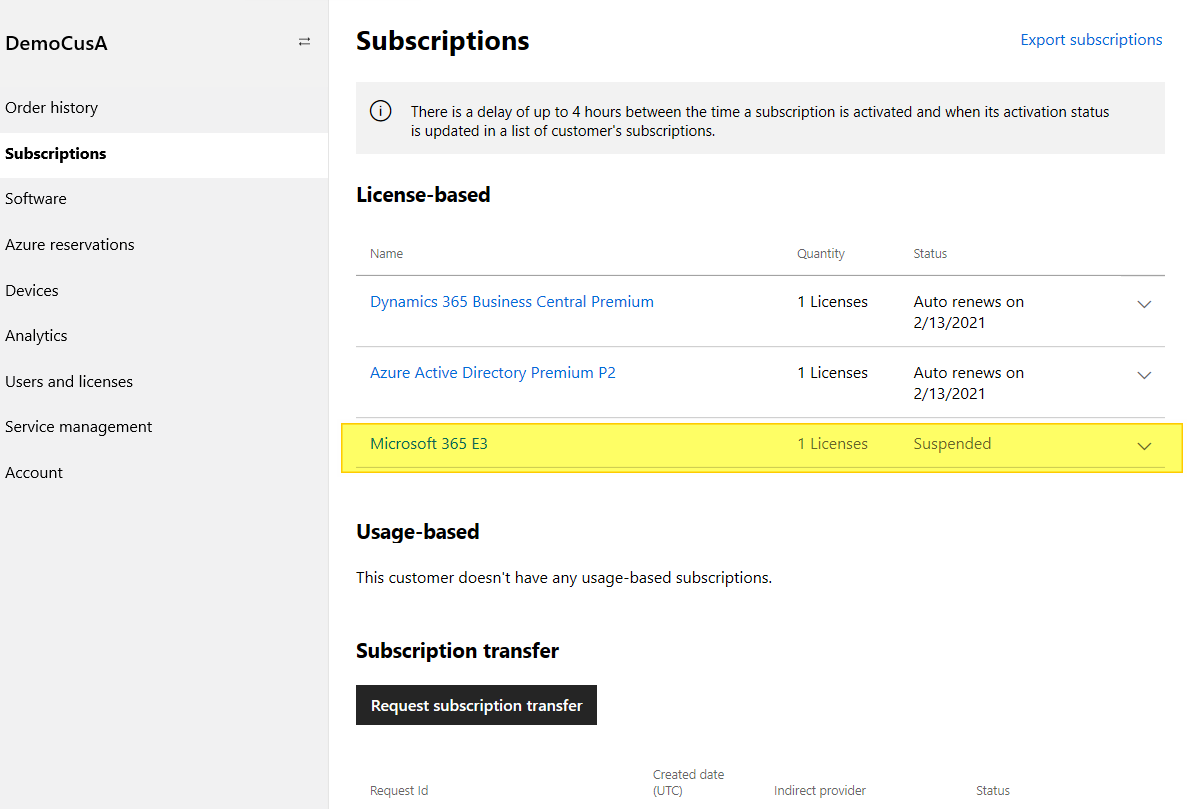 DemoCusA
Order history
Subscriptions
Software
Azure reservations
Devices
Analytics
Users and licenses
Service management
Account
Subscriptions
Export subscriptions
There is a delay of up to 4 hours between the time a subscription is activated and when its activation status
is updated in a list of customer's subscriptions.
License-based
Name Quantity Status
Dynamics 365 Business Central Premium 1 Licenses Auto renews on
2/13/2021
Azure Active Directory Premium P2 1 Licenses Auto renews on
2/13/2021
Microsoft 365 E3 1 Licenses Suspended
Usage-based
This customer doesn't have any usage-based subscriptions.
Subscription transfer
Request subscription transfer
Created date
Request Id (UTC) Indirect provider Status